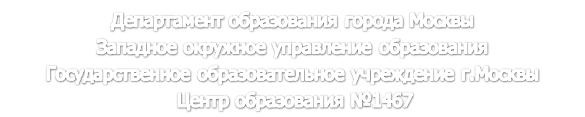 Департамент образования города Москвы
Западное окружное управление образования
Государственное образовательное учреждение г.Москвы
Центр образования №1467